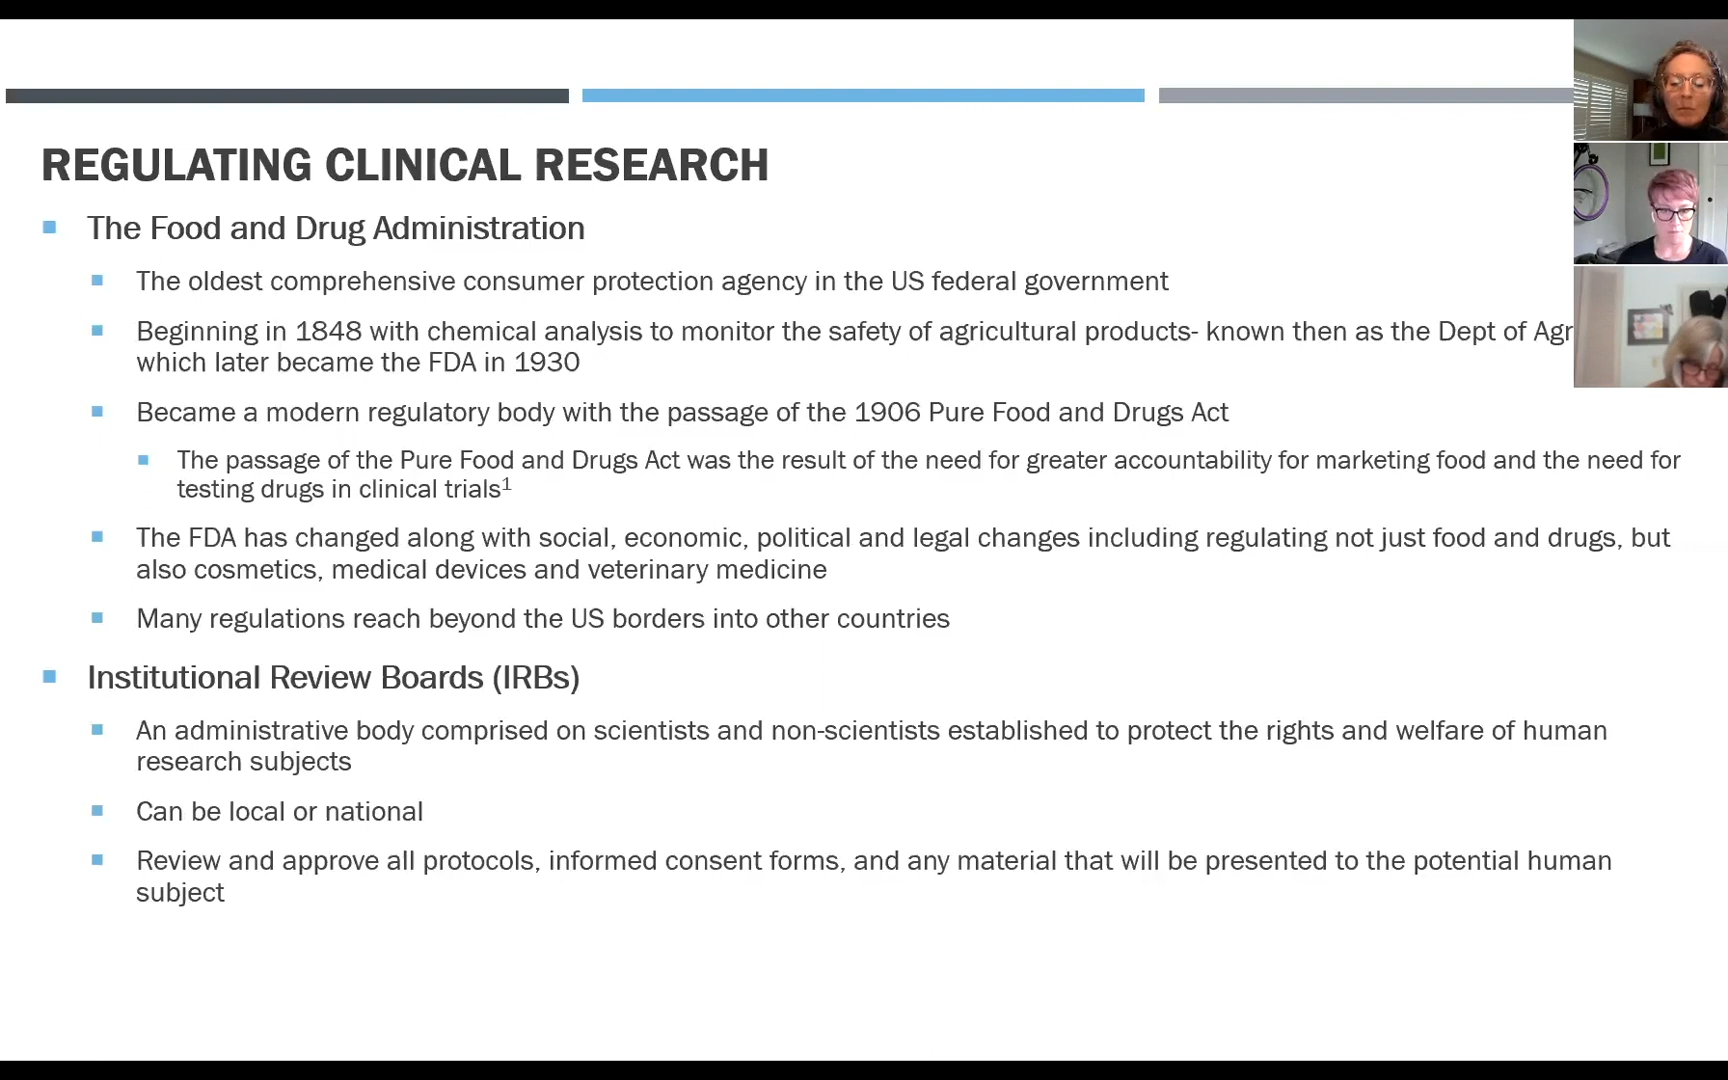 REGULATING CLINICAL RESEARCH
The Food and Drug Administration
The oldest comprehensive consumer protection agency in the US federal government
Beginning in 1848 with chemical analysis to monitor the safety of agricultural products- known then as the Dept of Agr
which later became the FDA in 1930
Became a modern regulatory body with the passage of the 1906 Pure Food and Drugs Act
The passage of the Pure Food and Drugs Act was the result of the need for greater accountability for marketing food and the need for
testing drugs in clinical trials¹
The FDA has changed along with social, economic, political and legal changes including regulating not just food and drugs, but
also cosmetics, medical devices and veterinary medicine
Many regulations reach beyond the US borders into other countries
Institutional Review Boards (IRBs)
An administrative body comprised on scientists and non-scientists established to protect the rights and welfare of human
research subjects
Can be local or national
Review and approve all protocols, informed consent forms, and any material that will be presented to the potential human
subject